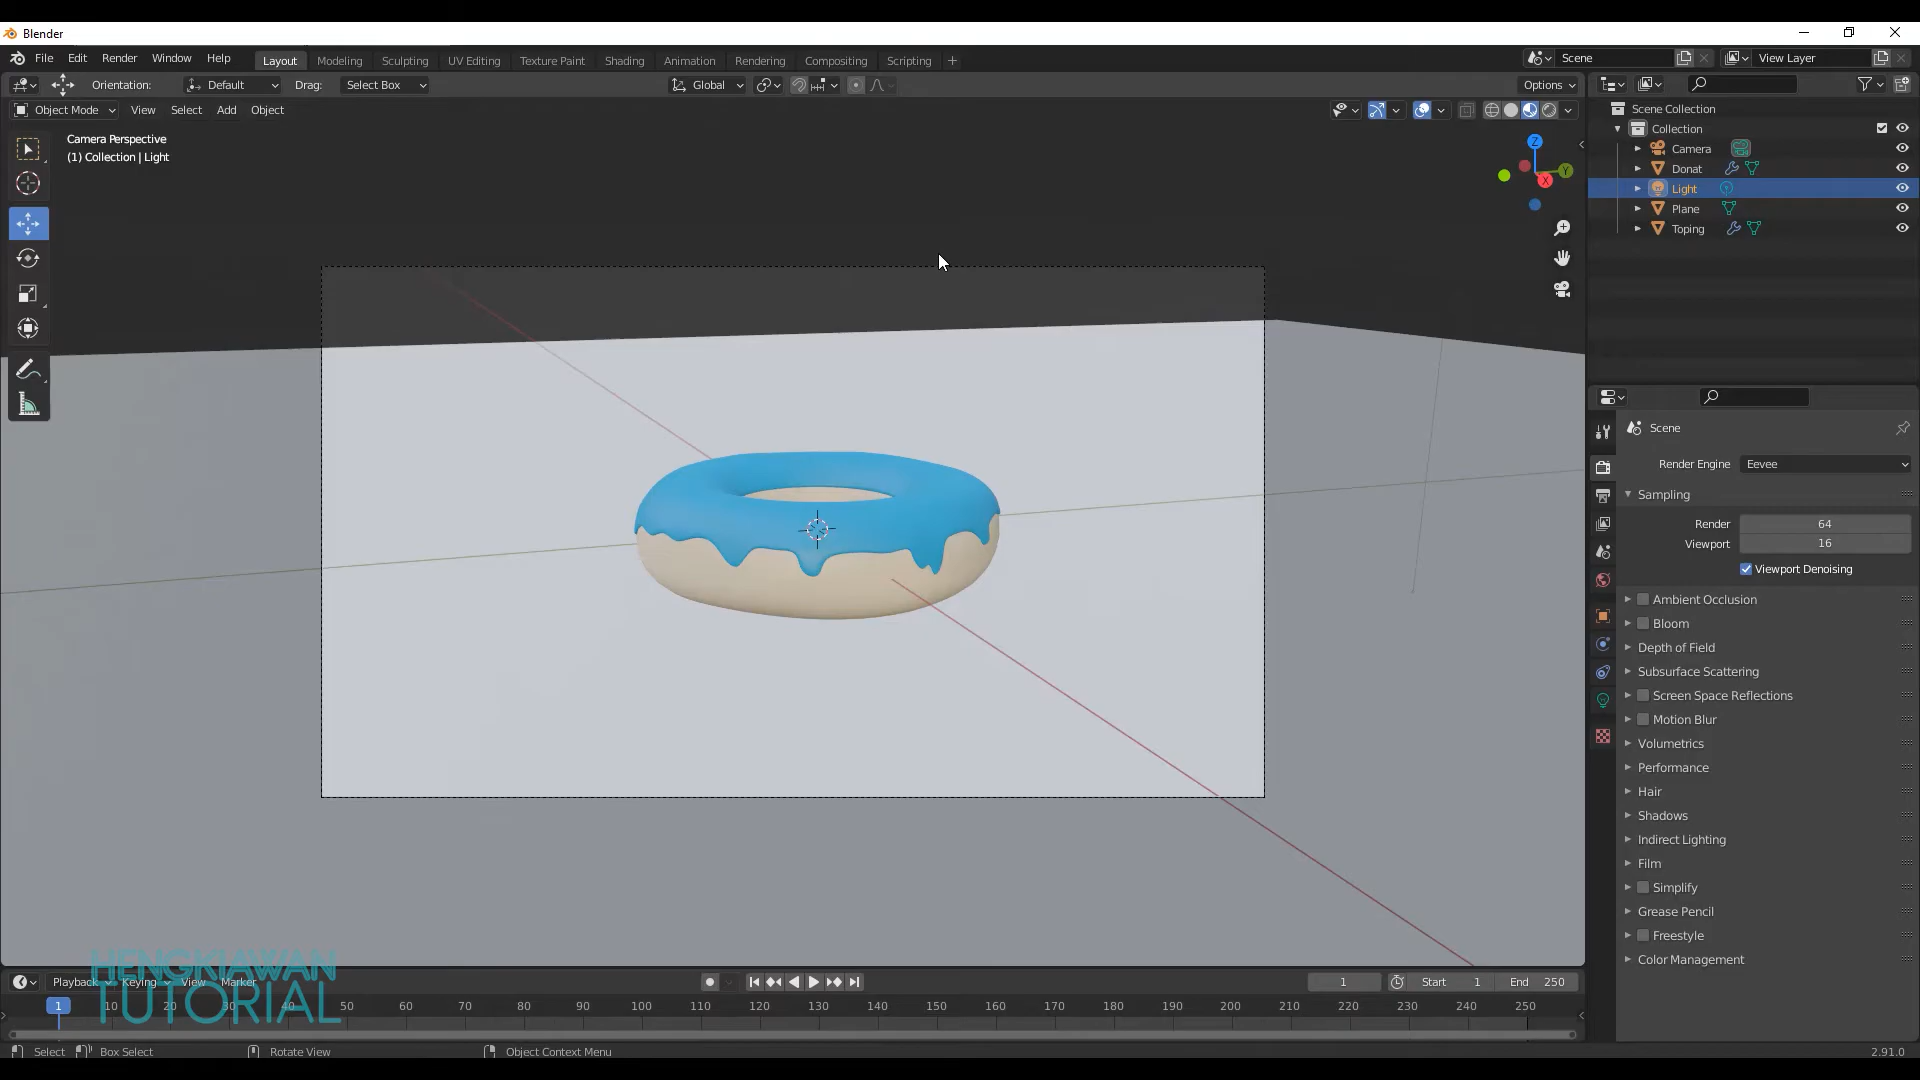 Blender
File Edit Render Window Help Layout Modeling Sculpting UV Editing Texture Paint Shading Animation Rendering Compositing Scripting + Scene View Layer
Orientation: Default Drag: Select Box Global Options
Object Mode View Select Add Object
Camera Perspective
(1) Collection | Light
Z
Y
X
Scene Collection
Collection
Camera
Donat
Light
Plane
Toping
Scene
Render Engine Eevee
Sampling
Render 64
Viewport 16
Viewport Denoising
Ambient Occlusion
Bloom
Depth of Field
Subsurface Scattering
Screen Space Reflections
Motion Blur
Volumetrics
Performance
Hair
Shadows
Indirect Lighting
Film
Simplify
Grease Pencil
Freestyle
Color Management
HENGKIAWAN
TUTORIAL
Playback Keying View Marker 1 Start 1 End 250
1 10 20 30 40 50 60 70 80 90 100 110 120 130 140 150 160 170 180 190 200 210 220 230 240 250
Select Box Select Rotate View Object Context Menu 2.91.0